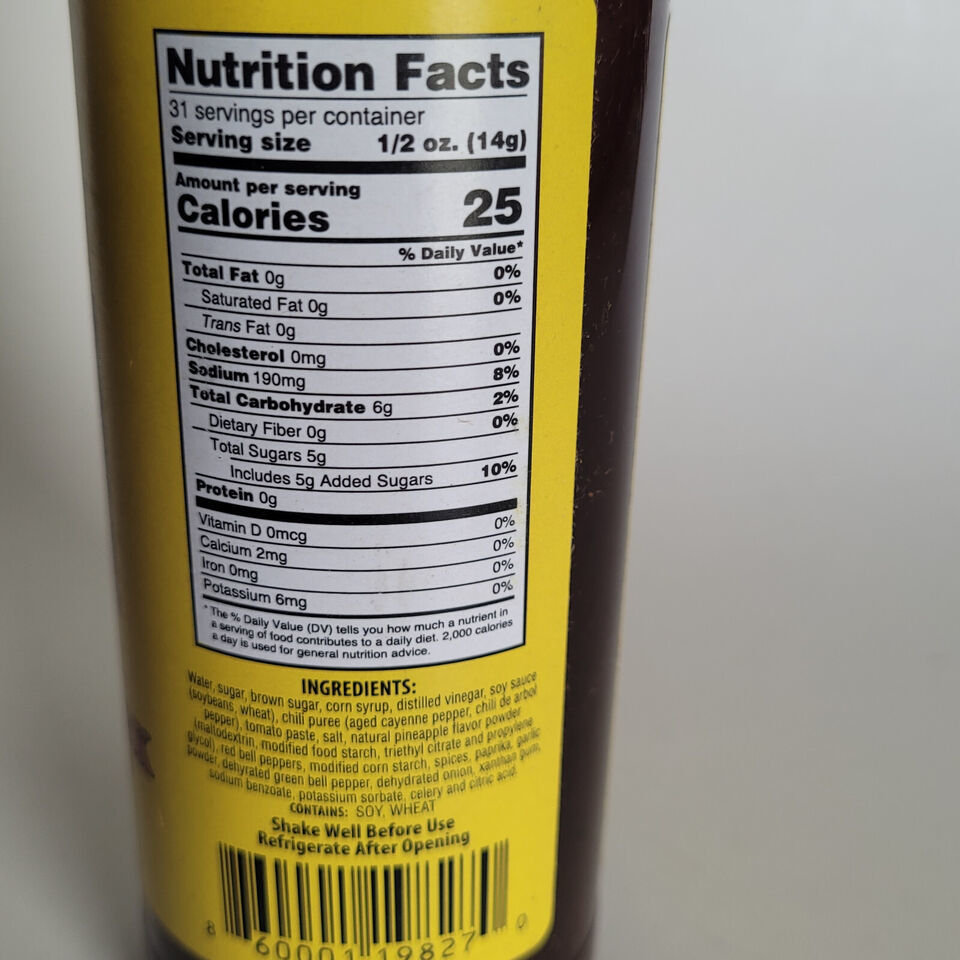 Nutrition Facts
31 servings per container
Serving size 1/2 oz. (14g)
Amount per serving
Calories 25
% Daily Value*
Total Fat 0g 0%
Saturated Fat 0g 0%
Trans Fat 0g
Cholesterol 0mg 0%
Sodium 190mg 8%
Total Carbohydrate 6g 2%
Dietary Fiber 0g 0%
Total Sugars 5g
Includes 5g Added Sugars 10%
Protein 0g
Vitamin D 0mcg 0%
Calcium 2mg 0%
Iron 0mg 0%
Potassium 6mg 0%
*The % Daily Value (DV) tells you how much a nutrient in
a serving of food contributes to a daily diet. 2,000 calories
a day is used for general nutrition advice.
INGREDIENTS:
Water, sugar, brown sugar, corn syrup, distilled vinegar, soy sauce
(soybeans, wheat), chili puree (aged cayenne pepper, chili de arbol
pepper), tomato paste, salt, natural pineapple flavor powder
(maltodextrin, modified food starch, triethyl citrate and propylene
glycol), red bell peppers, modified corn starch, spices, paprika, garlic
powder, dehyrated green bell pepper, dehydrated onion, xanthan gum,
sodium benzoate, potassium sorbate, celery and citric acid.
CONTAINS: SOY, WHEAT
Shake Well Before Use
Refrigerate After Opening
8 60001 19827 0